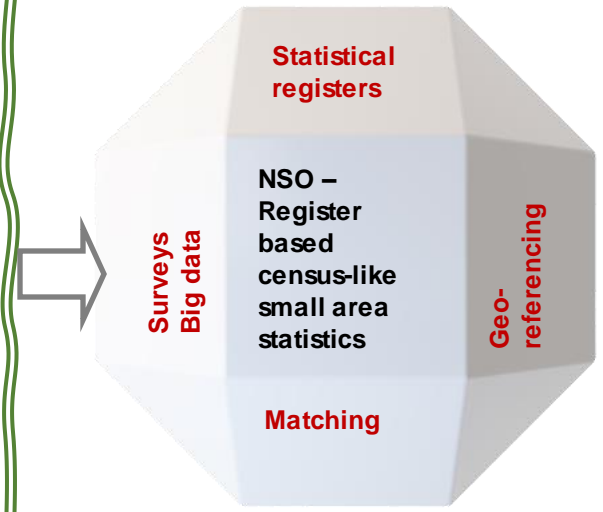 Statistical
registers
NSO –
Register
based
census-like
small area
statistics
Surveys
Big data
Geo-
referencing
Matching